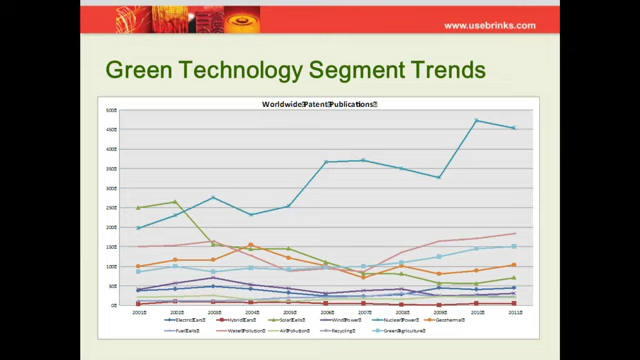 www.usebrinks.com
Green Technology Segment Trends
Worldwide Patent Publications
500
450
400
350
300
250
200
150
100
50
0
2001 2002 2003 2004 2005 2006 2007 2008 2009 2010 2011
Electric Cars Hybrid Cars Solar Cells Wind Power Nuclear Power Geothermal
Fuel Cells Water Pollution Air Pollution Recycling Green Agriculture